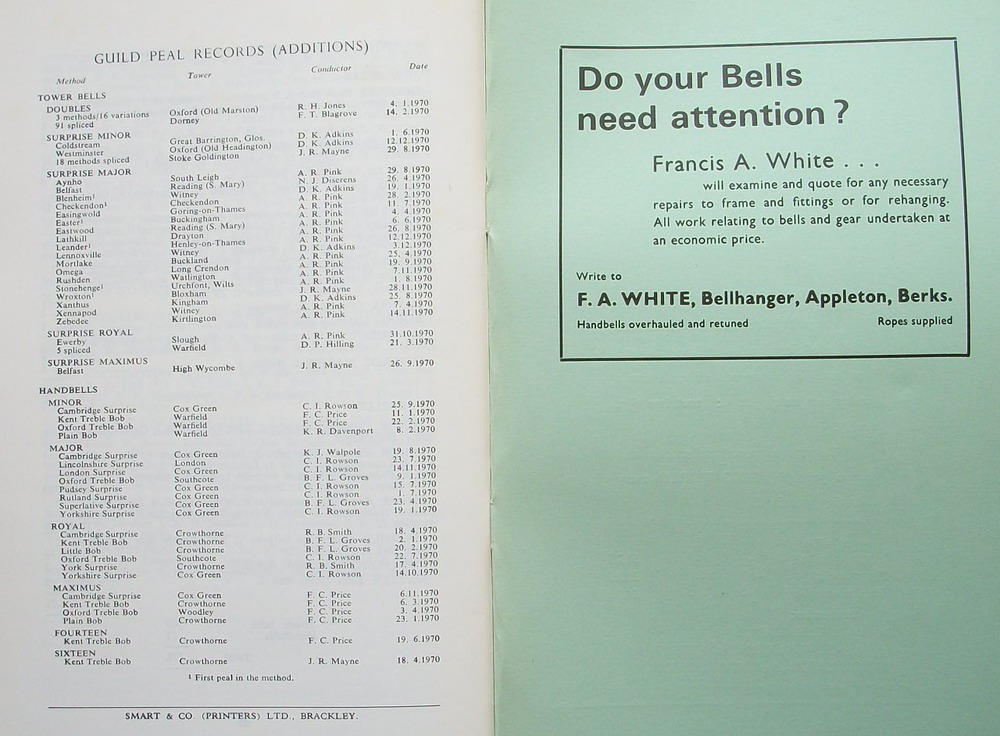 GUILD PEAL RECORDS (ADDITIONS)
Method Tower Conductor Date
TOWER BELLS
DOUBLES
3 methods/16 variations Oxford (Old Marston) R. H. Jones 4. 1.1970
91 spliced Dorney F. T. Blagrove 14. 2.1970
SURPRISE MINOR
Coldstream Great Barrington, Glos. D. K. Adkins 1. 6.1970
Westminster Oxford (Old Headington) D. K. Adkins 12.12.1970
18 methods spliced Stoke Goldington J. R. Mayne 29. 8.1970
SURPRISE MAJOR
Aynho South Leigh A. R. Pink 29. 8.1970
Belfast Reading (S. Mary) N. J. Diserens 26. 4.1970
Blenheim¹ Witney D. K. Adkins 19. 1.1970
Checkendon¹ Checkendon A. R. Pink 28. 2.1970
Easingwold Goring-on-Thames A. R. Pink 11. 7.1970
Easter¹ Buckingham A. R. Pink 4. 4.1970
Eastwood Reading (S. Mary) A. R. Pink 6. 6.1970
Lathkill Drayton A. R. Pink 26. 8.1970
Leander¹ Henley-on-Thames A. R. Pink 12.12.1970
Lennoxville Witney D. K. Adkins 3.12.1970
Mortlake Buckland A. R. Pink 25. 4.1970
Omega Long Crendon A. R. Pink 19. 9.1970
Rushden Watlington A. R. Pink 7.11.1970
Stonehenge¹ Urchfont, Wilts A. R. Pink 1. 8.1970
Wroxton¹ Bloxham J. R. Mayne 28.11.1970
Xanthus Kingham D. K. Adkins 25. 8.1970
Xennapod Witney A. R. Pink 7. 4.1970
Zebedee Kirtlington A. R. Pink 14.11.1970
SURPRISE ROYAL
Ewerby Slough A. R. Pink 31.10.1970
5 spliced Warfield D. P. Hilling 21. 3.1970
SURPRISE MAXIMUS
Belfast High Wycombe J. R. Mayne 26. 9.1970
HANDBELLS
MINOR
Cambridge Surprise Cox Green C. I. Rowson 25. 9.1970
Kent Treble Bob Warfield F. C. Price 11. 1.1970
Oxford Treble Bob Warfield F. C. Price 22. 2.1970
Plain Bob Warfield K. R. Davenport 8. 2.1970
MAJOR
Cambridge Surprise Cox Green K. J. Walpole 19. 8.1970
Lincolnshire Surprise London C. I. Rowson 23. 7.1970
London Surprise Cox Green C. I. Rowson 14.11.1970
Oxford Treble Bob Southcote B. F. L. Groves 9. 1.1970
Pudsey Surprise Cox Green C. I. Rowson 15. 7.1970
Rutland Surprise Cox Green C. I. Rowson 1. 7.1970
Superlative Surprise Cox Green B. F. L. Groves 23. 4.1970
Yorkshire Surprise Cox Green C. I. Rowson 19. 1.1970
ROYAL
Cambridge Surprise Crowthorne R. B. Smith 18. 4.1970
Kent Treble Bob Crowthorne B. F. L. Groves 2. 1.1970
Little Bob Crowthorne B. F. L. Groves 20. 2.1970
Oxford Treble Bob Southcote C. I. Rowson 22. 7.1970
York Surprise Crowthorne R. B. Smith 17. 4.1970
Yorkshire Surprise Cox Green C. I. Rowson 14.10.1970
MAXIMUS
Cambridge Surprise Cox Green F. C. Price 6.11.1970
Kent Treble Bob Crowthorne F. C. Price 6. 3.1970
Oxford Treble Bob Woodley F. C. Price 3. 4.1970
Plain Bob Crowthorne F. C. Price 23. 1.1970
FOURTEEN
Kent Treble Bob Crowthorne F. C. Price 19. 6.1970
SIXTEEN
Kent Treble Bob Crowthorne J. R. Mayne 18. 4.1970
¹ First peal in the method.
SMART & CO. (PRINTERS) LTD., BRACKLEY.
Do your Bells
need attention ?
Francis A. White . . .
will examine and quote for any necessary
repairs to frame and fittings or for rehanging.
All work relating to bells and gear undertaken at
an economic price.
Write to
F. A. WHITE, Bellhanger, Appleton, Berks.
Handbells overhauled and retuned Ropes supplied